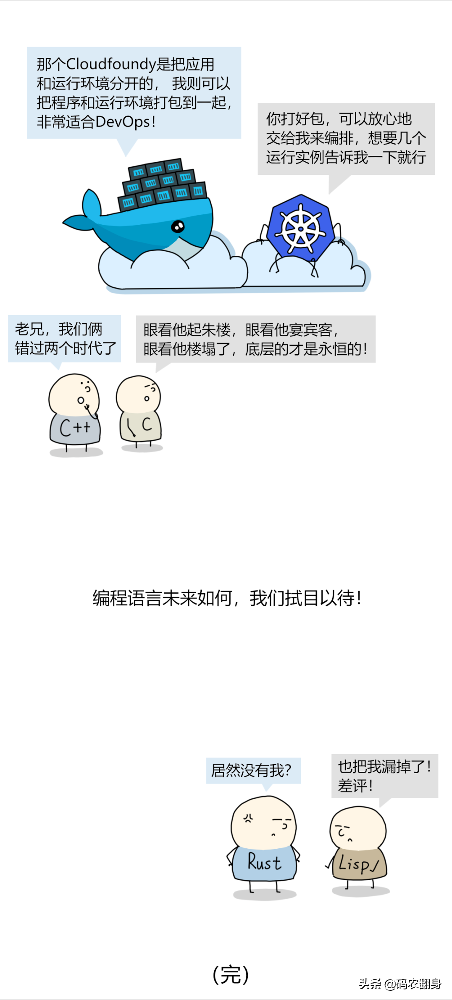 那个Cloudfoundy是把应用
和运行环境分开的， 我则可以
把程序和运行环境打包到一起，
非常适合DevOps！
你打好包，可以放心地
交给我来编排，想要几个
运行实例告诉我一下就行
老兄，我们俩
错过两个时代了
眼看他起朱楼，眼看他宴宾客，
眼看他楼塌了，底层的才是永恒的！
C++
C
编程语言未来如何，我们拭目以待！
居然没有我？
也把我漏掉了！
差评！
Rust
Lisp
（完）
头条 @码农翻身